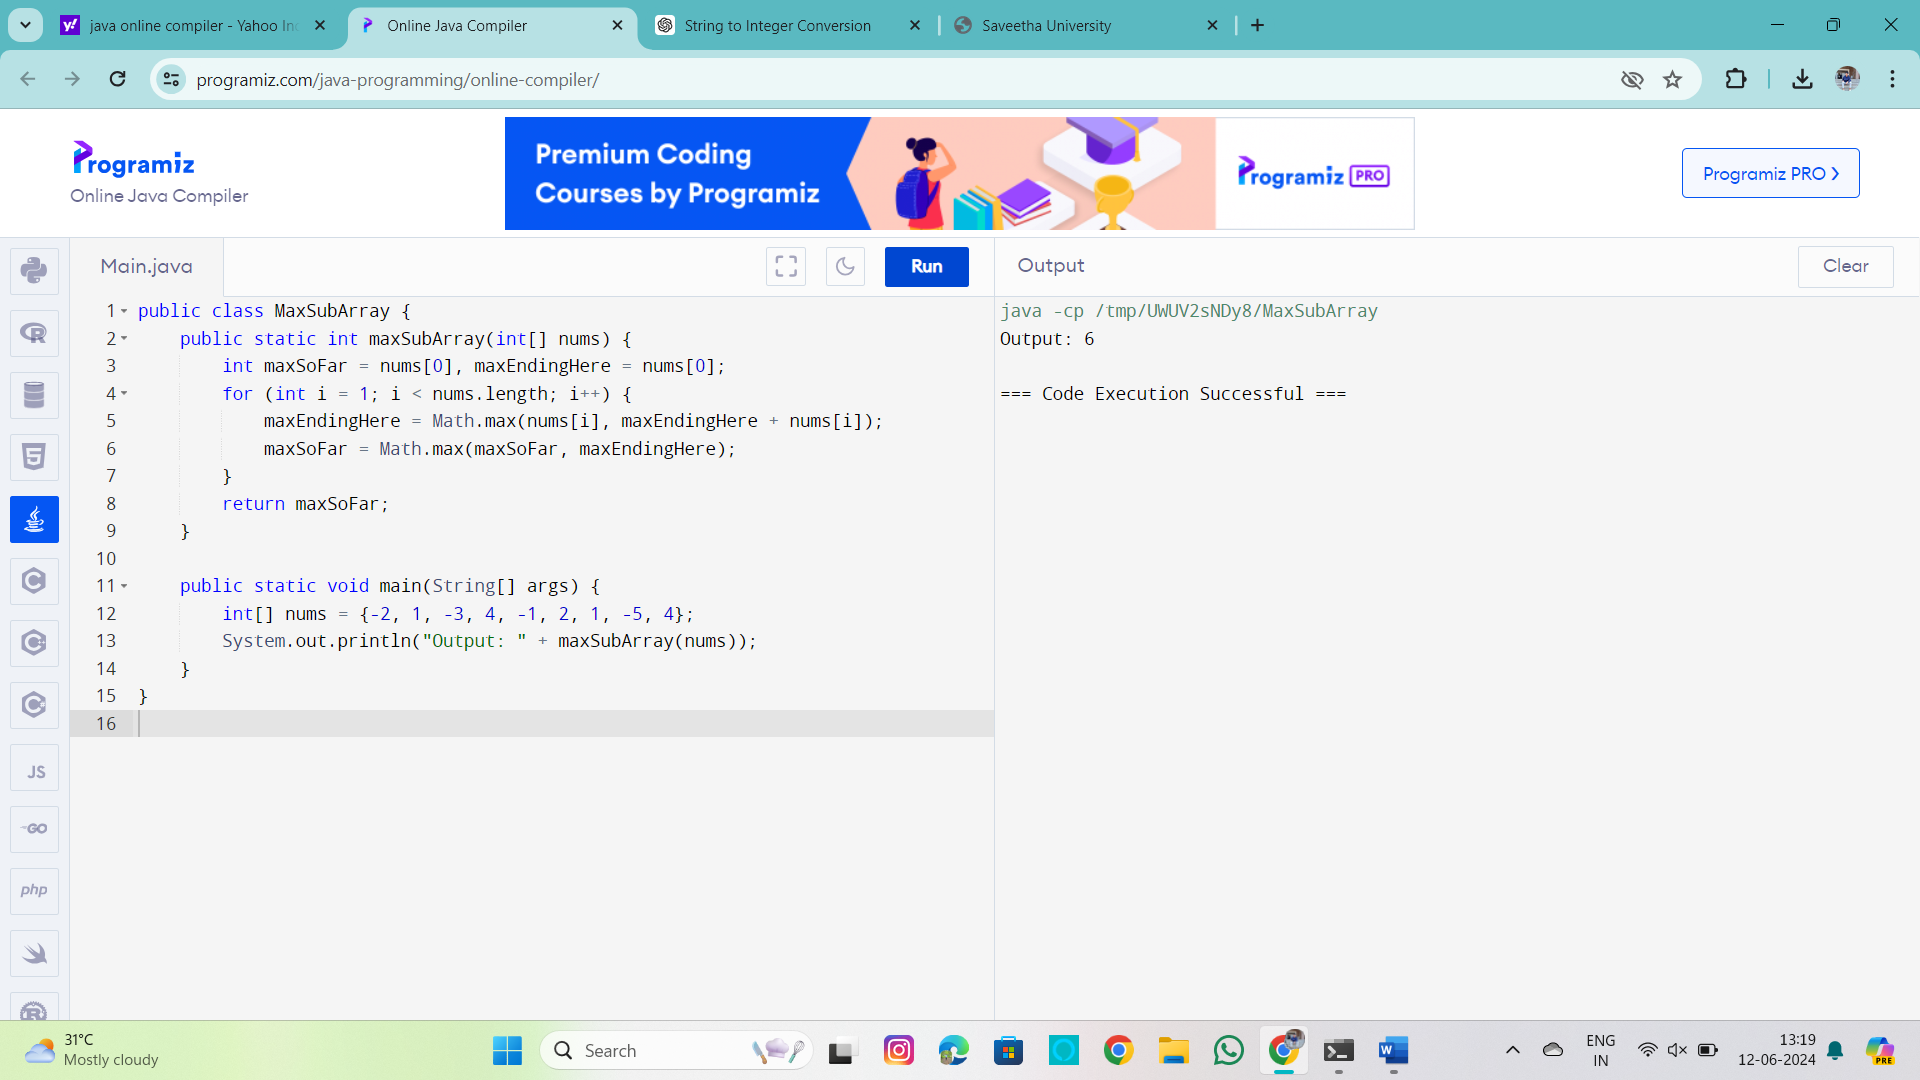 java online compiler - Yahoo In
Online Java Compiler
String to Integer Conversion
Saveetha University
programiz.com/java-programming/online-compiler/
Programiz
Online Java Compiler
Premium Coding
Courses by Programiz
Programiz PRO
Programiz PRO
Main.java
Run
Output
Clear
1 public class MaxSubArray {
2 public static int maxSubArray(int[] nums) {
3 int maxSoFar = nums[0], maxEndingHere = nums[0];
4 for (int i = 1; i < nums.length; i++) {
5 maxEndingHere = Math.max(nums[i], maxEndingHere + nums[i]);
6 maxSoFar = Math.max(maxSoFar, maxEndingHere);
7 }
8 return maxSoFar;
9 }
10
11 public static void main(String[] args) {
12 int[] nums = {-2, 1, -3, 4, -1, 2, 1, -5, 4};
13 System.out.println("Output: " + maxSubArray(nums));
14 }
15 }
16
java -cp /tmp/UWUV2sNDy8/MaxSubArray
Output: 6
=== Code Execution Successful ===
JS
GO
php
31°C
Mostly cloudy
Search
ENG
IN
13:19
12-06-2024
PRE